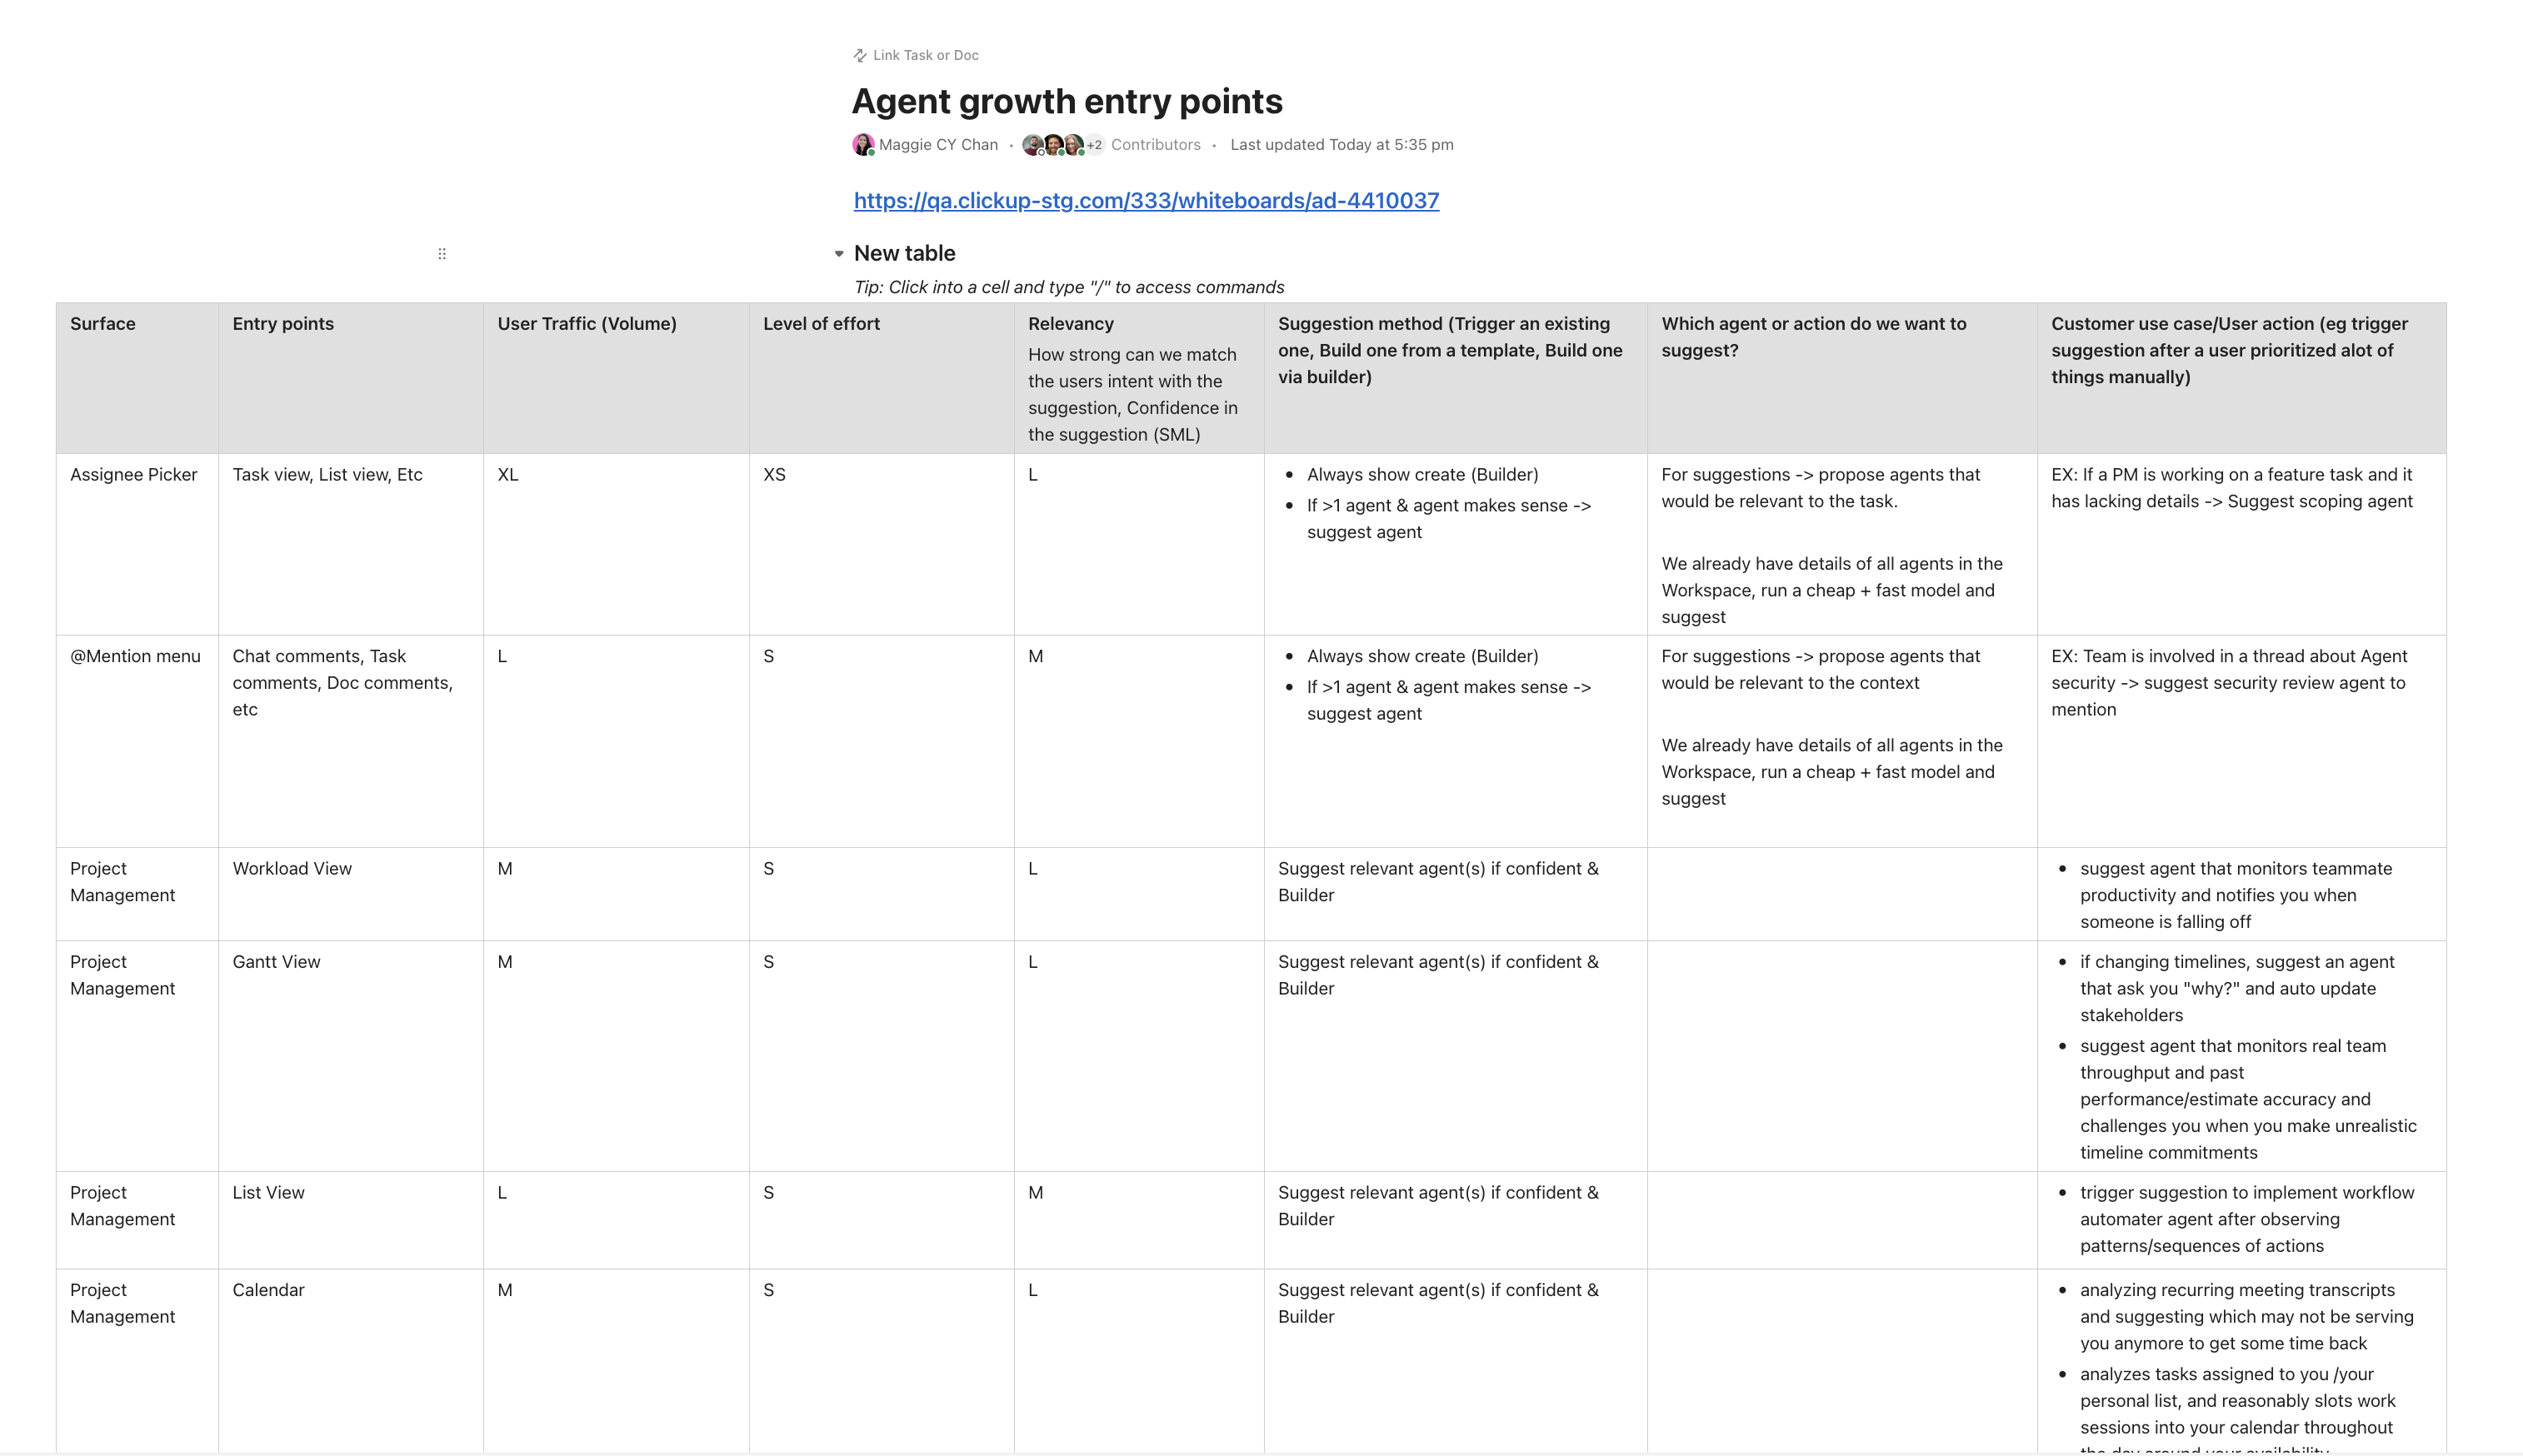 Link Task or Doc
Agent growth entry points
Maggie CY Chan • +2 Contributors • Last updated Today at 5:35 pm
https://qa.clickup-stg.com/333/whiteboards/ad-4410037
New table
Tip: Click into a cell and type "/" to access commands
Surface
Entry points
User Traffic (Volume)
Level of effort
Relevancy
How strong can we match
the users intent with the
suggestion, Confidence in
the suggestion (SML)
Suggestion method (Trigger an existing
one, Build one from a template, Build one
via builder)
Which agent or action do we want to
suggest?
Customer use case/User action (eg trigger
suggestion after a user prioritized alot of
things manually)
Assignee Picker
Task view, List view, Etc
XL
XS
L
• Always show create (Builder)
• If >1 agent & agent makes sense ->
suggest agent
For suggestions -> propose agents that
would be relevant to the task.
We already have details of all agents in the
Workspace, run a cheap + fast model and
suggest
EX: If a PM is working on a feature task and it
has lacking details -> Suggest scoping agent
@Mention menu
Chat comments, Task
comments, Doc comments,
etc
L
S
M
• Always show create (Builder)
• If >1 agent & agent makes sense ->
suggest agent
For suggestions -> propose agents that
would be relevant to the context
We already have details of all agents in the
Workspace, run a cheap + fast model and
suggest
EX: Team is involved in a thread about Agent
security -> suggest security review agent to
mention
Project
Management
Workload View
M
S
L
Suggest relevant agent(s) if confident &
Builder
• suggest agent that monitors teammate
productivity and notifies you when
someone is falling off
Project
Management
Gantt View
M
S
L
Suggest relevant agent(s) if confident &
Builder
• if changing timelines, suggest an agent
that ask you "why?" and auto update
stakeholders
• suggest agent that monitors real team
throughput and past
performance/estimate accuracy and
challenges you when you make unrealistic
timeline commitments
Project
Management
List View
L
S
M
Suggest relevant agent(s) if confident &
Builder
• trigger suggestion to implement workflow
automater agent after observing
patterns/sequences of actions
Project
Management
Calendar
M
S
L
Suggest relevant agent(s) if confident &
Builder
• analyzing recurring meeting transcripts
and suggesting which may not be serving
you anymore to get some time back
• analyzes tasks assigned to you /your
personal list, and reasonably slots work
sessions into your calendar throughout